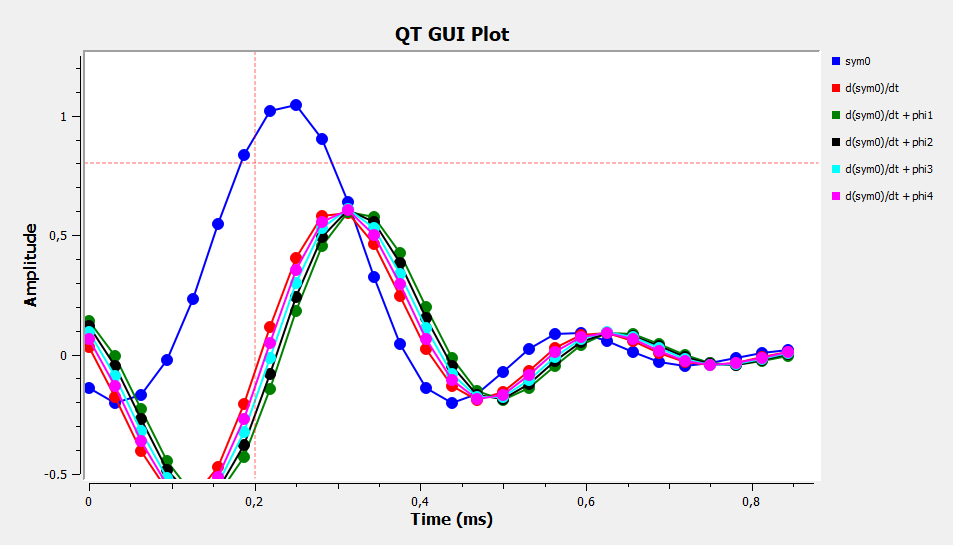 QT GUI Plot
sym0
d(sym0)/dt
d(sym0)/dt + phi1
d(sym0)/dt + phi2
d(sym0)/dt + phi3
d(sym0)/dt + phi4
Amplitude
1
0,5
0
-0.5
0
0,2
0,4
0,6
0,8
Time (ms)